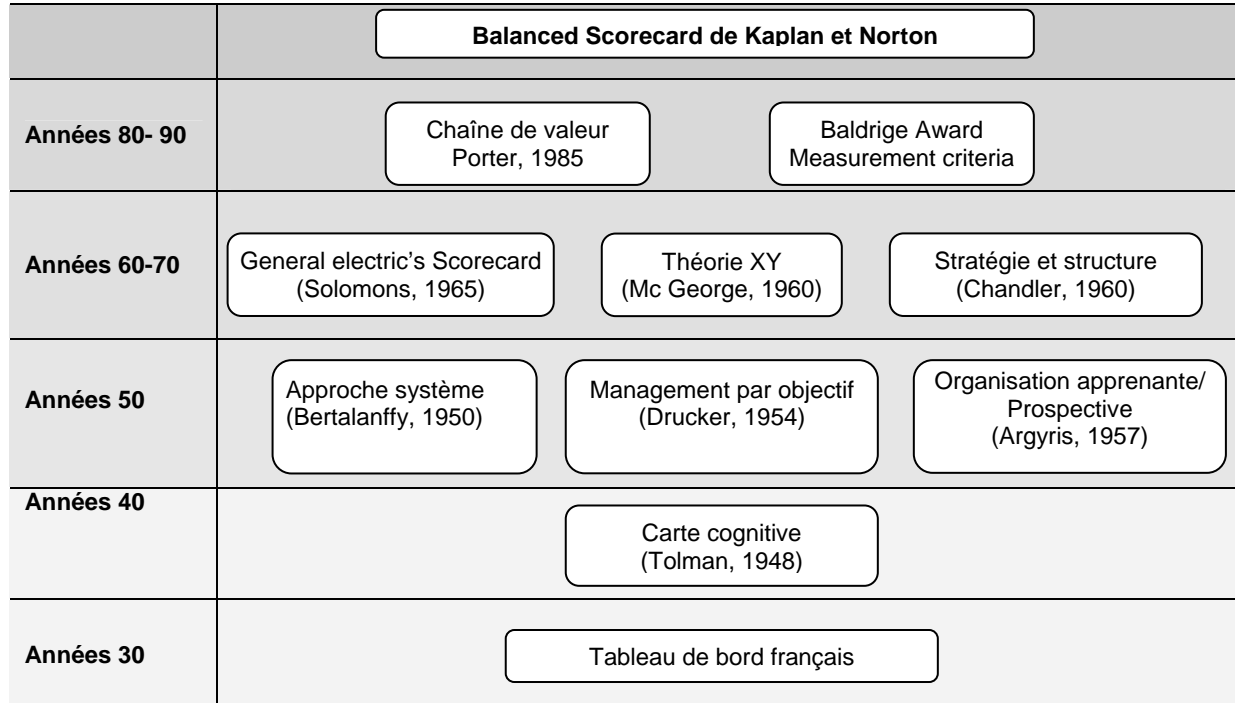 Balanced Scorecard de Kaplan et Norton
Années 80- 90
Chaîne de valeur
Porter, 1985
Baldrige Award
Measurement criteria
Années 60-70
General electric’s Scorecard
(Solomons, 1965)
Théorie XY
(Mc George, 1960)
Stratégie et structure
(Chandler, 1960)
Années 50
Approche système
(Bertalanffy, 1950)
Management par objectif
(Drucker, 1954)
Organisation apprenante/
Prospective
(Argyris, 1957)
Années 40
Carte cognitive
(Tolman, 1948)
Années 30
Tableau de bord français